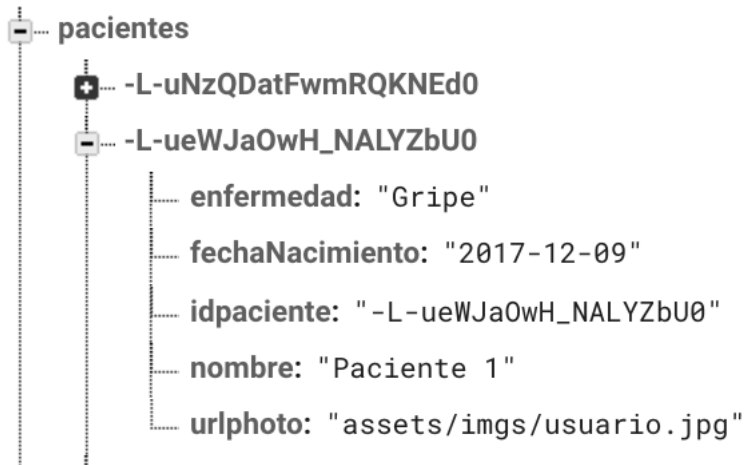 pacientes
-L-uNzQDatFwmRQKNEd0
-L-ueWJaOwH_NALYZbU0
enfermedad: "Gripe"
fechaNacimiento: "2017-12-09"
idpaciente: "-L-ueWJaOwH_NALYZbU0"
nombre: "Paciente 1"
urlphoto: "assets/imgs/usuario.jpg"